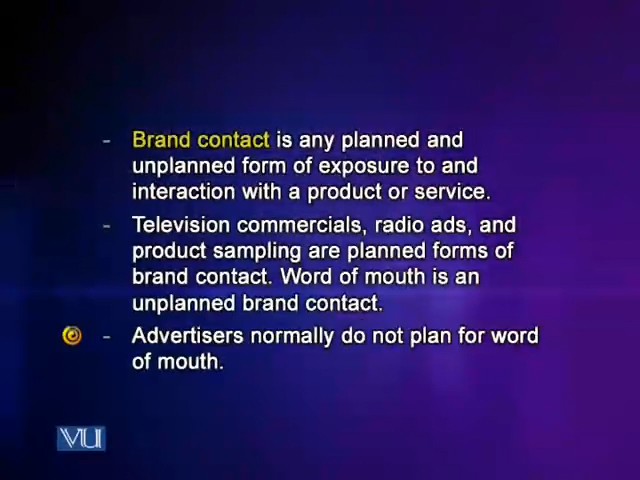 - Brand contact is any planned and
unplanned form of exposure to and
interaction with a product or service.
- Television commercials, radio ads, and
product sampling are planned forms of
brand contact. Word of mouth is an
unplanned brand contact.
- Advertisers normally do not plan for word
of mouth.
VU